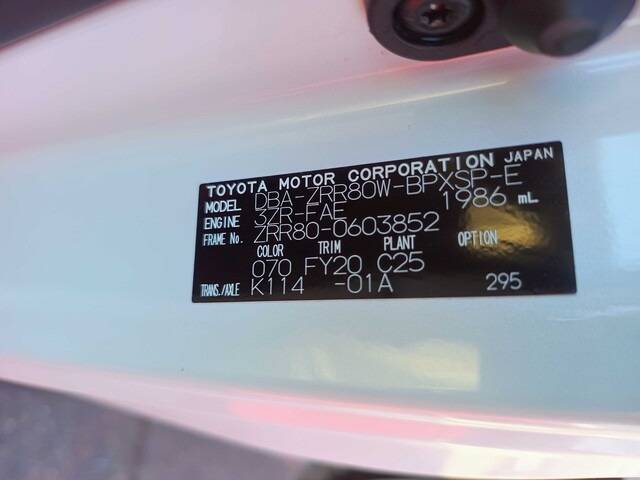 TOYOTA MOTOR CORPORATION JAPAN
MODEL DBA-ZRR80W-BPXSP-E
ENGINE 3ZR-FAE 1986 mL
FRAME No. ZRR80-0603852
COLOR TRIM PLANT OPTION
070 FY20 C25
TRANS./AXLE K114 -01A 295